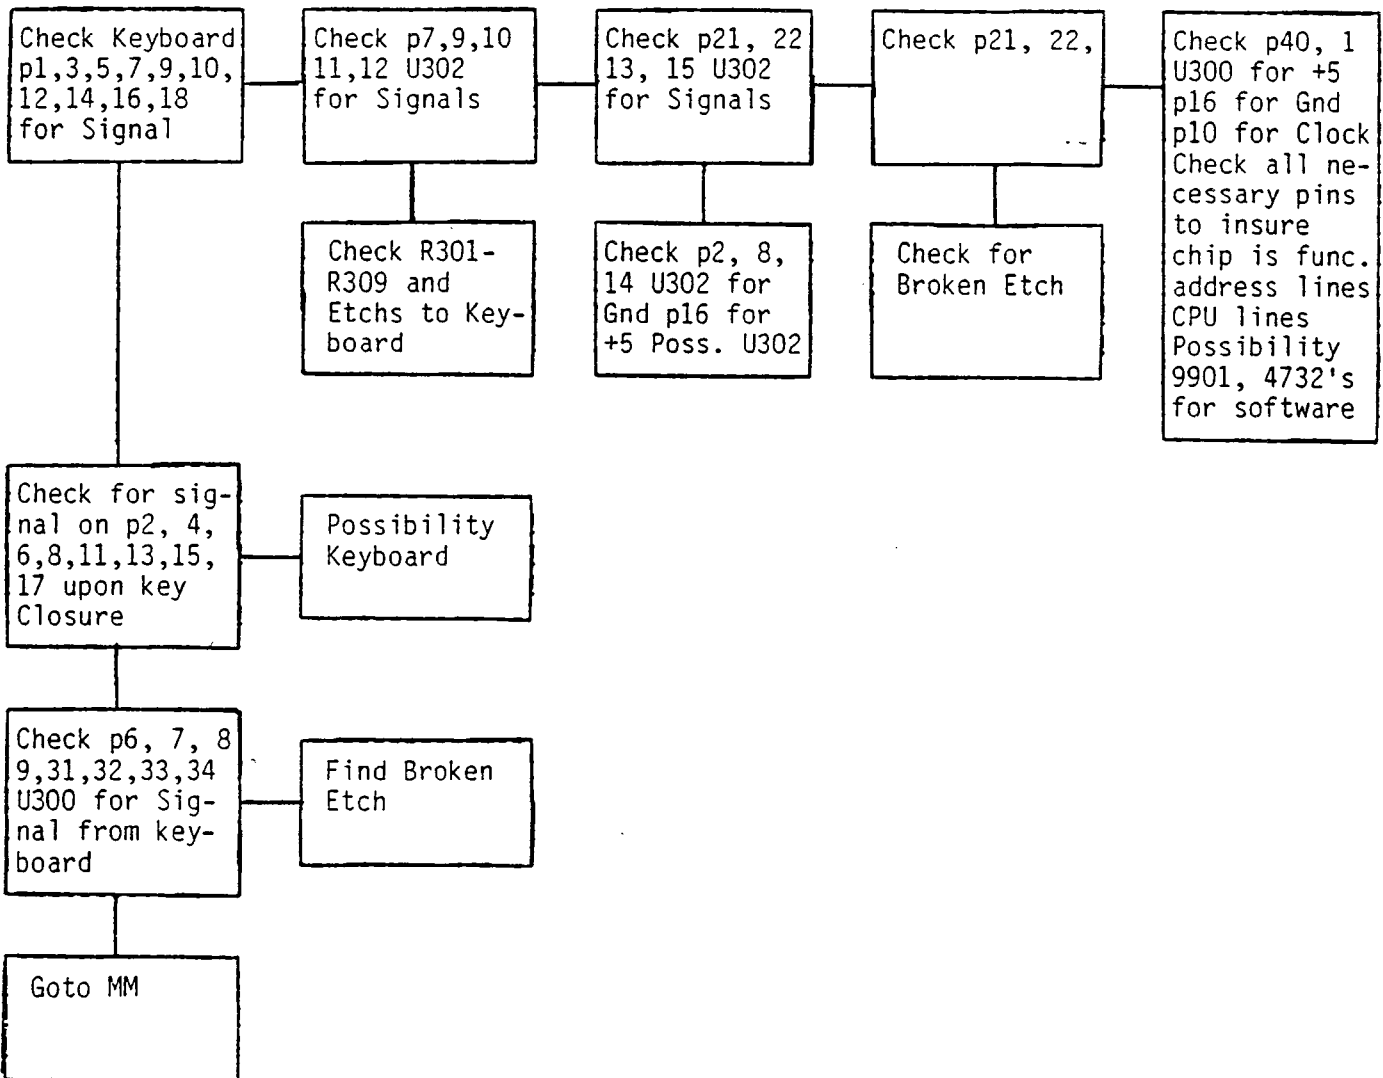 Check Keyboard
p1,3,5,7,9,10,
12,14,16,18
for Signal
Check p7,9,10
11,12 U302
for Signals
Check p21, 22
13, 15 U302
for Signals
Check p21, 22,
Check p40, 1
U300 for +5
p16 for Gnd
p10 for Clock
Check all ne-
cessary pins
to insure
chip is func.
address lines
CPU lines
Possibility
9901, 4732's
for software
Check R301-
R309 and
Etchs to Key-
board
Check p2, 8,
14 U302 for
Gnd p16 for
+5 Poss. U302
Check for
Broken Etch
Check for sig-
nal on p2, 4,
6,8,11,13,15,
17 upon key
Closure
Possibility
Keyboard
Check p6, 7, 8
9,31,32,33,34
U300 for Sig-
nal from key-
board
Find Broken
Etch
Goto MM